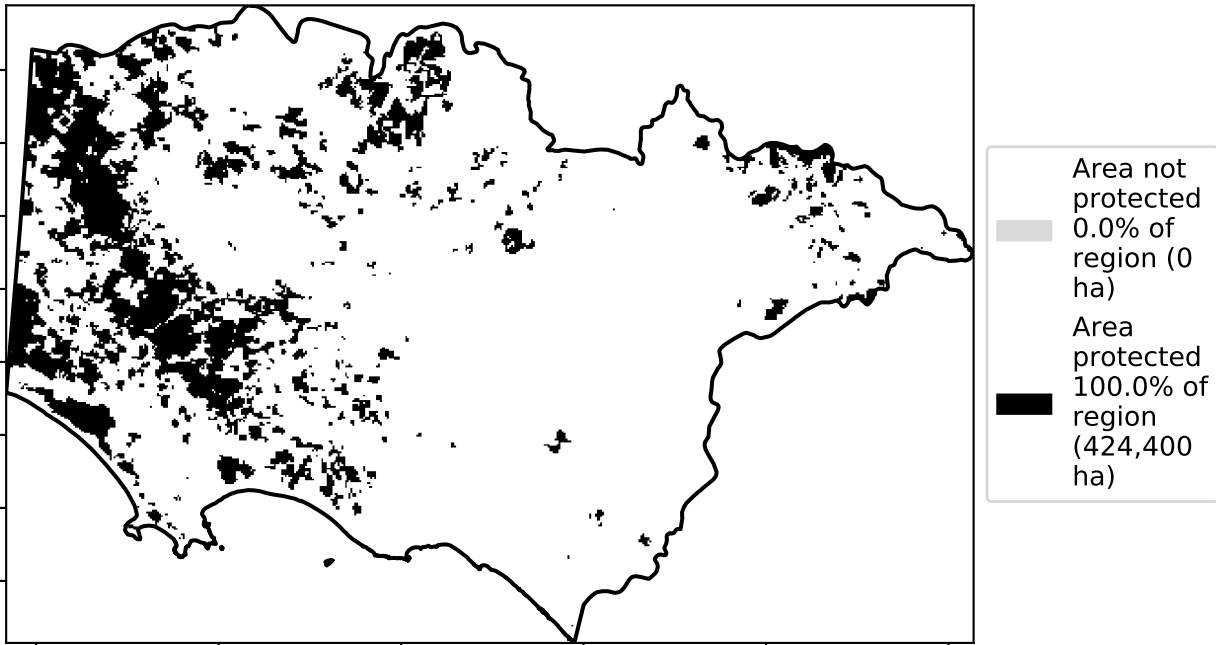 Area not
protected
0.0% of
region (0
ha)
Area
protected
100.0% of
region
(424,400
ha)